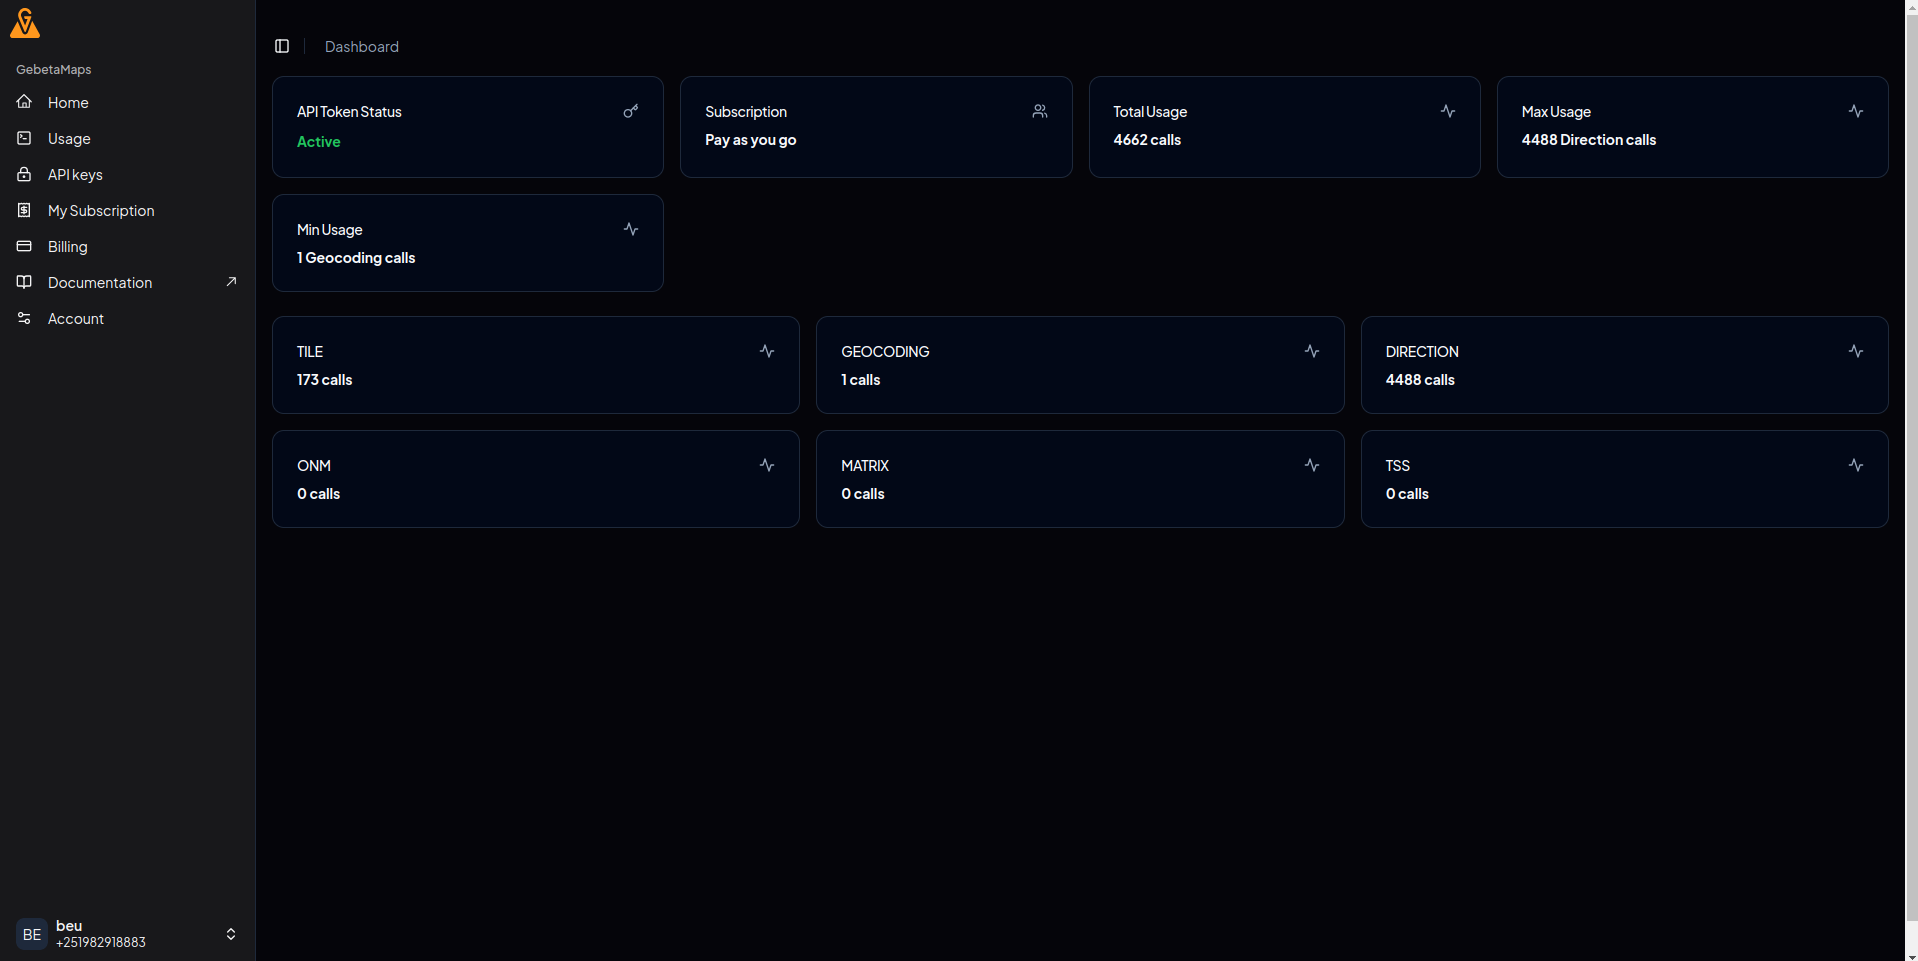 GebetaMaps
Home
Usage
API keys
My Subscription
Billing
Documentation
Account
BE
beu
+251982918883
Dashboard
API Token Status
Active
Subscription
Pay as you go
Total Usage
4662 calls
Max Usage
4488 Direction calls
Min Usage
1 Geocoding calls
TILE
173 calls
GEOCODING
1 calls
DIRECTION
4488 calls
ONM
0 calls
MATRIX
0 calls
TSS
0 calls